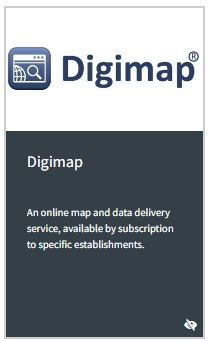 Digimap®
Digimap
An online map and data delivery
service, available by subscription
to specific establishments.